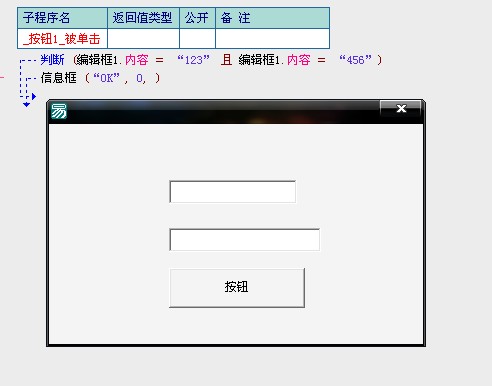 子程序名 返回值类型 公开 备 注
_按钮1_被单击
判断 (编辑框1.内容 = “123” 且 编辑框1.内容 = “456”)
信息框 (“OK”, 0, )
易
按钮